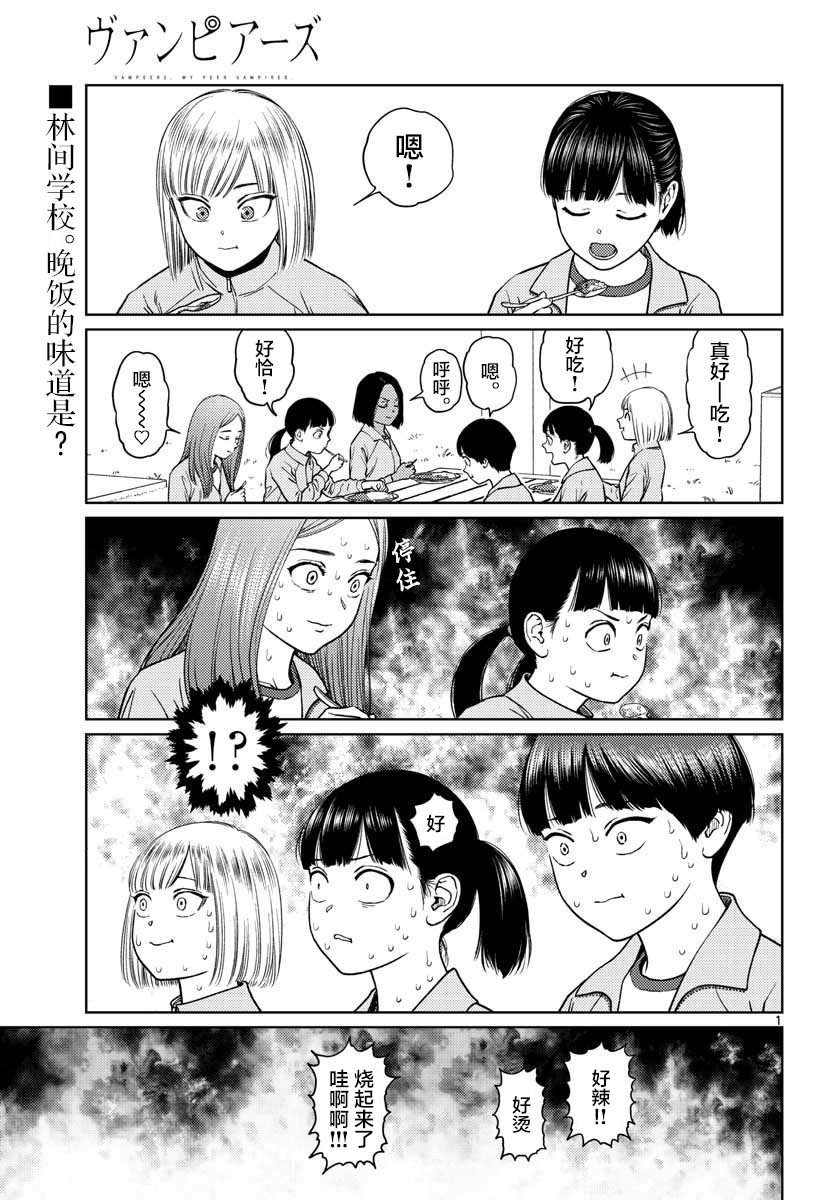 ヴァンピアーズ
VAMPEERZ, MY PEER VAMPIRES.
■林间学校。晚饭的味道是？
嗯！
真好—吃！
好吃！
嗯。
呼呼。
好恰！
嗯~~~♡
停住
！？
好
1
好辣!!
好烫
烧起来了
哇啊啊!!!